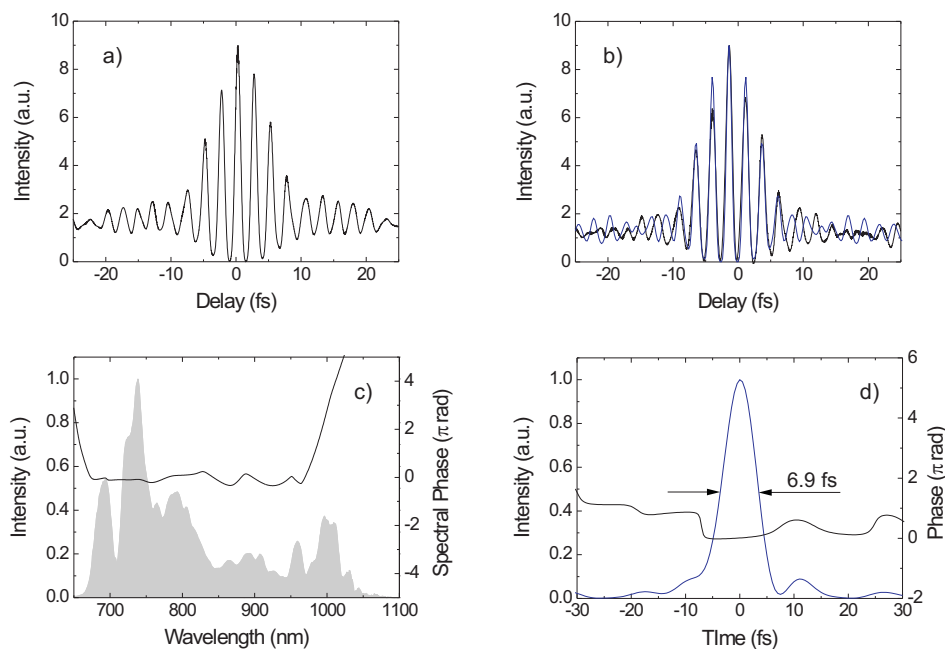 a)
10
8
6
4
2
0
Intensity (a.u.)
-20 -10 0 10 20
Delay (fs)
b)
10
8
6
4
2
0
Intensity (a.u.)
-20 -10 0 10 20
Delay (fs)
c)
1.0
0.8
0.6
0.4
0.2
0.0
Intensity (a.u.)
4
2
0
-2
-4
Spectral Phase (π rad)
700 800 900 1000 1100
Wavelength (nm)
d)
6.9 fs
1.0
0.8
0.6
0.4
0.2
0.0
Intensity (a.u.)
6
4
2
0
-2
Phase (π rad)
-30 -20 -10 0 10 20 30
TIme (fs)